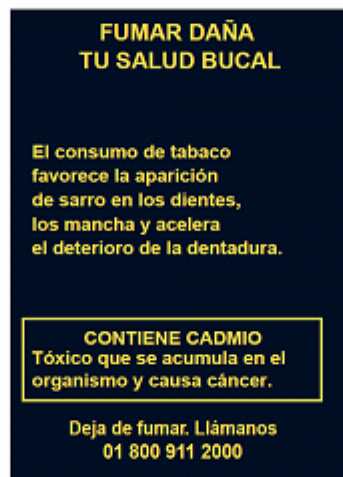 FUMAR DAÑA
TU SALUD BUCAL
El consumo de tabaco
favorece la aparición
de sarro en los dientes,
los mancha y acelera
el deterioro de la dentadura.
CONTIENE CADMIO
Tóxico que se acumula en el
organismo y causa cáncer.
Deja de fumar. Llámanos
01 800 911 2000